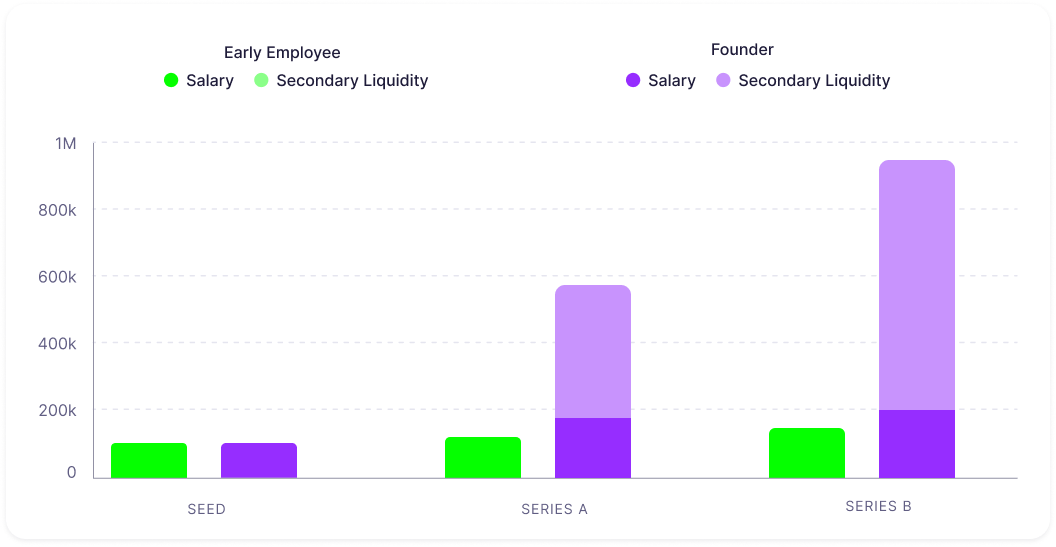 Early Employee
Salary Secondary Liquidity
Founder
Salary Secondary Liquidity
1M
800k
600k
400k
200k
0
SEED SERIES A SERIES B